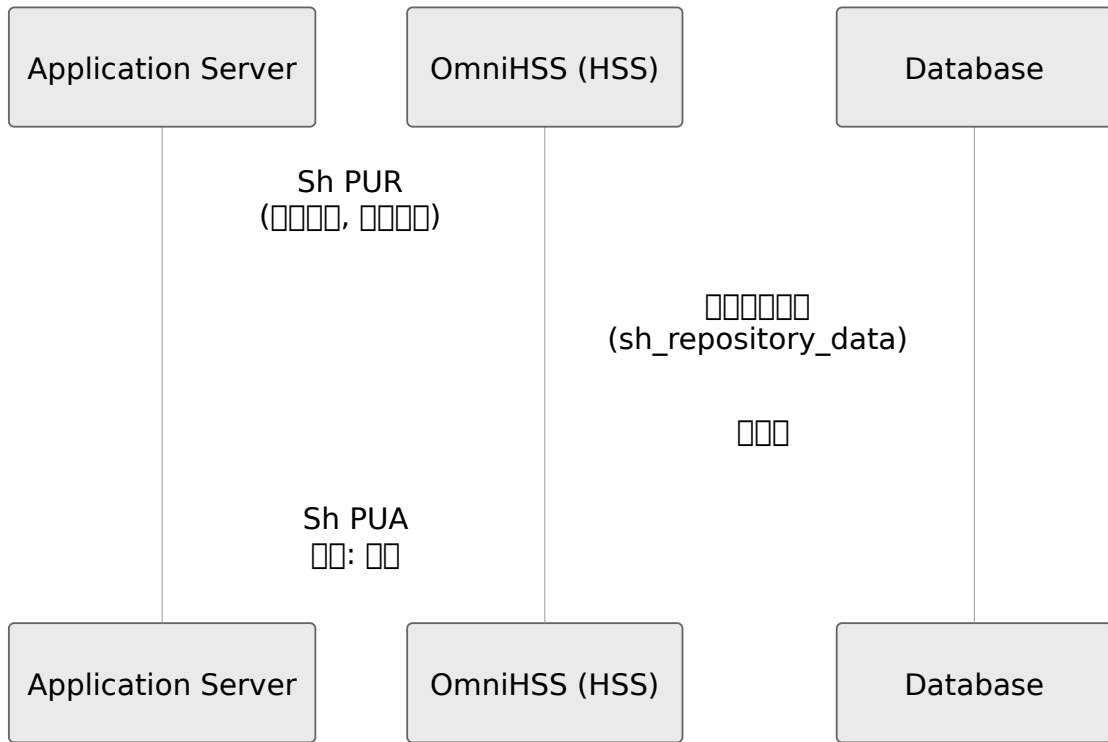 Application Server
OmniHSS (HSS)
Database
Sh PUR
(□□□□, □□□□)
□□□□□□
(sh_repository_data)
□□□
Sh PUA
□□: □□
Application Server
OmniHSS (HSS)
Database